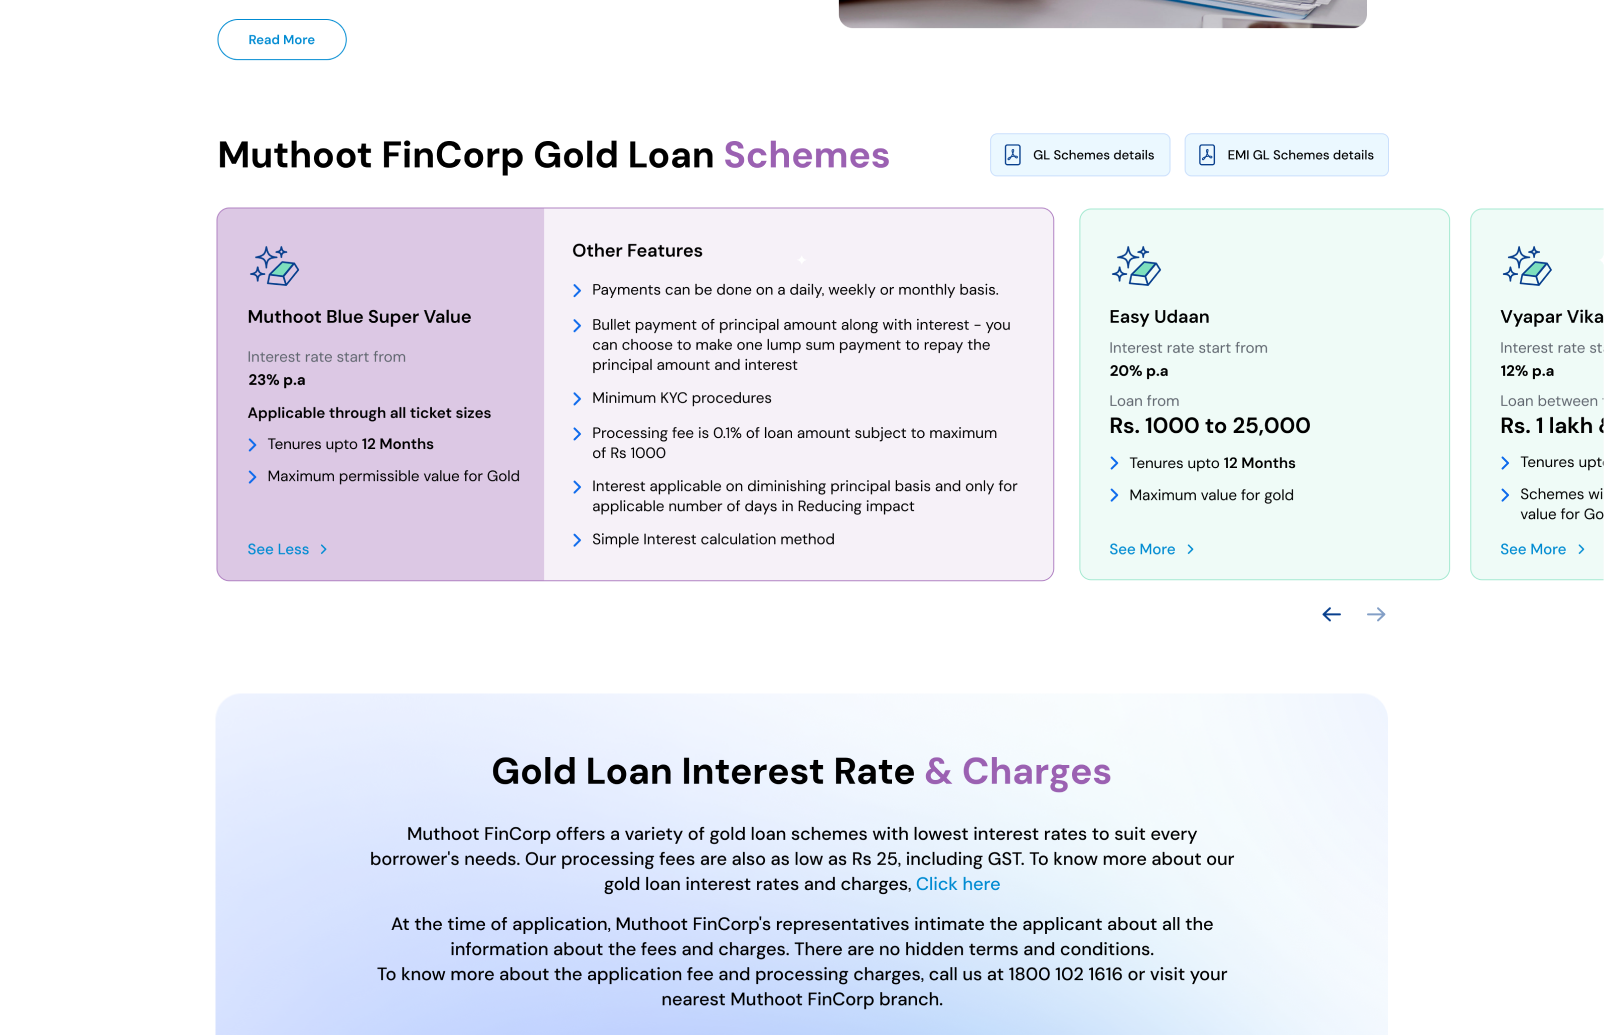 Read More
Muthoot FinCorp Gold Loan Schemes
GL Schemes details
EMI GL Schemes details
Muthoot Blue Super Value
Interest rate start from
23% p.a
Applicable through all ticket sizes
Tenures upto 12 Months
Maximum permissible value for Gold
See Less
Other Features
Payments can be done on a daily, weekly or monthly basis.
Bullet payment of principal amount along with interest - you
can choose to make one lump sum payment to repay the
principal amount and interest
Minimum KYC procedures
Processing fee is 0.1% of loan amount subject to maximum
of Rs 1000
Interest applicable on diminishing principal basis and only for
applicable number of days in Reducing impact
Simple Interest calculation method
Easy Udaan
Interest rate start from
20% p.a
Loan from
Rs. 1000 to 25,000
Tenures upto 12 Months
Maximum value for gold
See More
Vyapar
Interest rate
12% p.a
Loan between
Rs. 1 lakh
Tenures
Schemes
value for
See More
Gold Loan Interest Rate & Charges
Muthoot FinCorp offers a variety of gold loan schemes with lowest interest rates to suit every
borrower's needs. Our processing fees are also as low as Rs 25, including GST. To know more about our
gold loan interest rates and charges, Click here
At the time of application, Muthoot FinCorp's representatives intimate the applicant about all the
information about the fees and charges. There are no hidden terms and conditions.
To know more about the application fee and processing charges, call us at 1800 102 1616 or visit your
nearest Muthoot FinCorp branch.